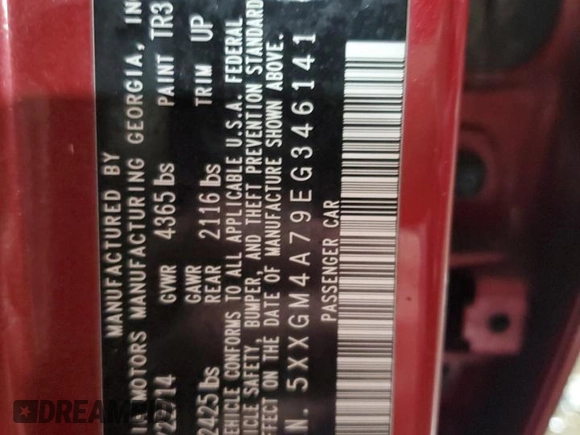 MANUFACTURED BY
MOTORS MANUFACTURING GEORGIA, IN
GVWR PAINT TR3
4365 lbs
GAWR TRIM UP
2425 lbs REAR 2116 lbs
VEHICLE CONFORMS TO ALL APPLICABLE U.S.A. FEDERAL
VEHICLE SAFETY, BUMPER, AND THEFT PREVENTION STANDARD
EFFECT ON THE DATE OF MANUFACTURE SHOWN ABOVE.
N. 5XXGM4A79EG346141
PASSENGER CAR